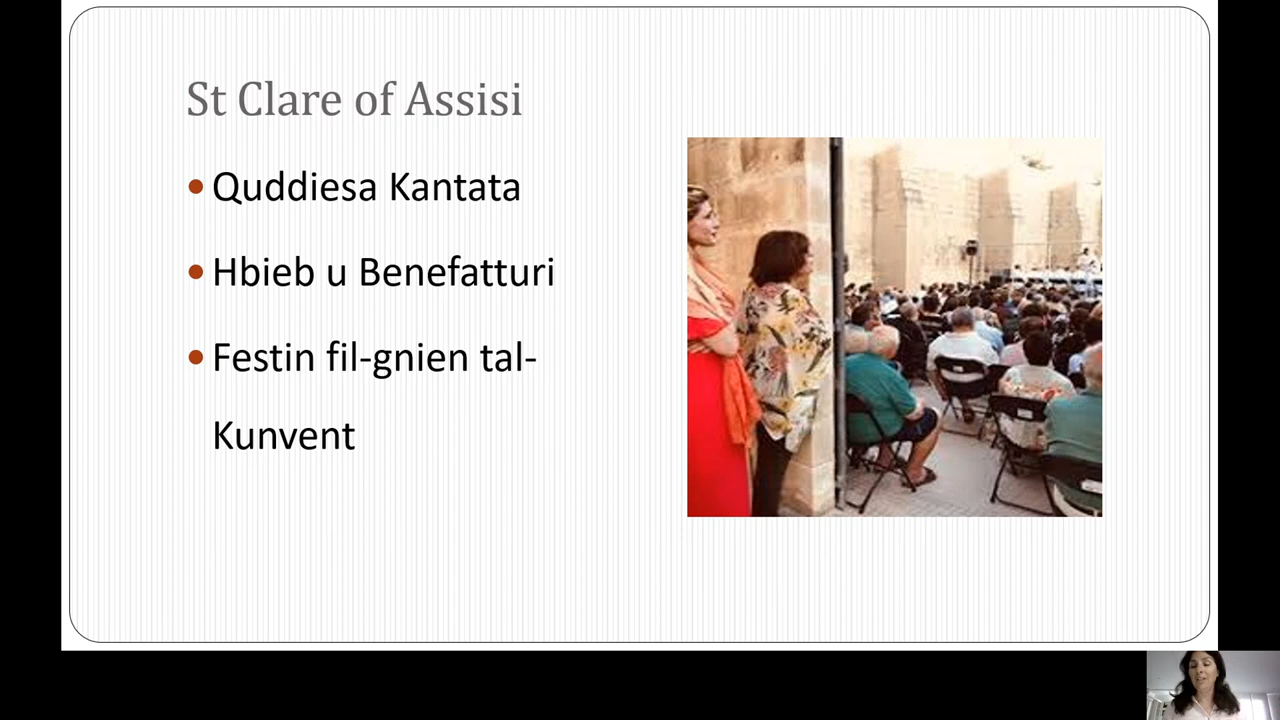 St Clare of Assisi
Quddiesa Kantata
Hbieb u Benefatturi
Festin fil-gnien tal-
Kunvent